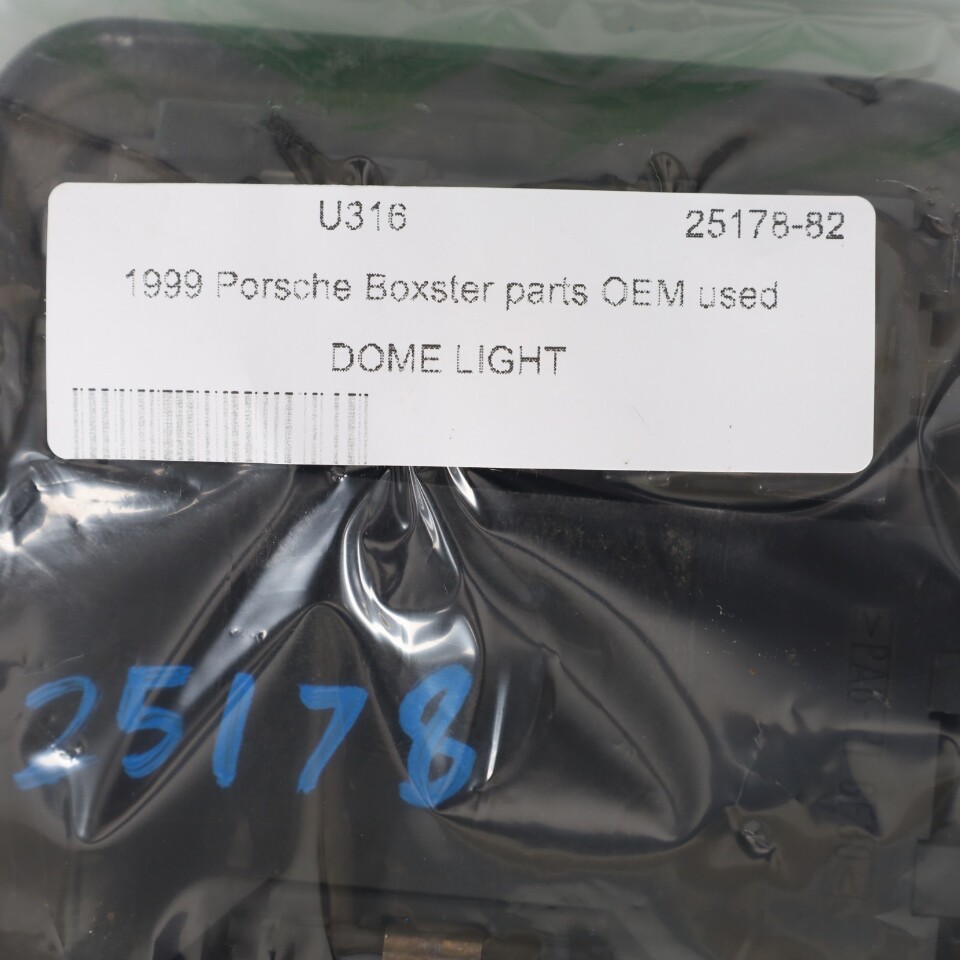 U316 25178-82
1999 Porsche Boxster parts OEM used
DOME LIGHT
25178